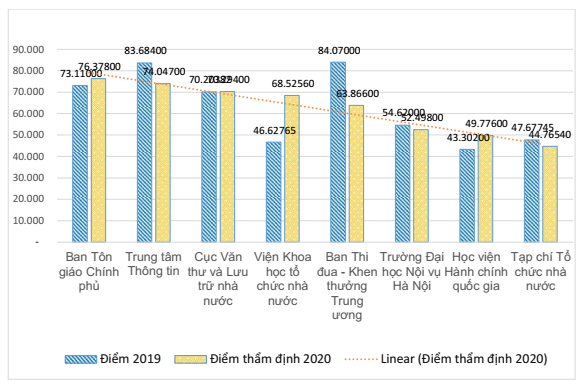 90.000
80.000
70.000
60.000
50.000
40.000
30.000
20.000
10.000
-
73.11000
76.37800
83.68400
74.04700
46.62765
68.52560
84.07000
63.86600
54.62000
52.49800
43.30200
49.77600
47.67745
44.76540
Ban Tôn
giáo Chính
phủ
Trung tâm
Thông tin
Cục Văn
thư và Lưu
trữ nhà
nước
Viện Khoa
học tổ
chức nhà
nước
Ban Thi
đua - Khen
thưởng
Trung
ương
Trường Đại
học Nội vụ
Hà Nội
Học viện
Hành chính
quốc gia
Tạp chí Tổ
chức nhà
nước
Điểm 2019
Điểm thẩm định 2020
Linear (Điểm thẩm định 2020)